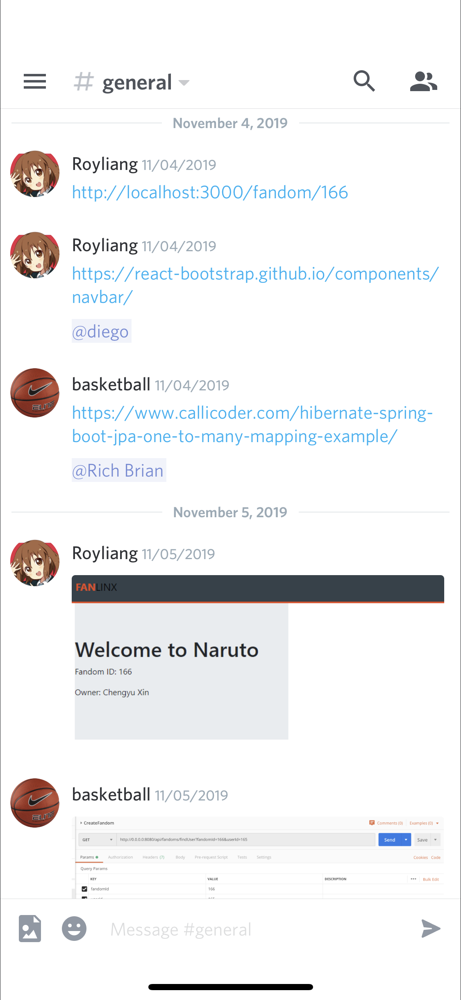 # general
November 4, 2019
Royliang 11/04/2019
http://localhost:3000/fandom/166
Royliang 11/04/2019
https://react-bootstrap.github.io/components/
navbar/
@diego
basketball 11/04/2019
https://www.callicoder.com/hibernate-spring-
boot-jpa-one-to-many-mapping-example/
@Rich Brian
November 5, 2019
Royliang 11/05/2019
FANLINX
Welcome to Naruto
Fandom ID: 166
Owner: Chengyu Xin
basketball 11/05/2019
CreateFandom Comments (0) Examples (0)
GET http://0.0.0.0:8080/api/fandoms/findUser?fandomId=166&userId=165 Send Save
Params Authorization Headers (7) Body Pre-request Script Tests Settings Cookies Code
Query Params
KEY VALUE DESCRIPTION ••• Bulk Edit
fandomId 166
Message #general